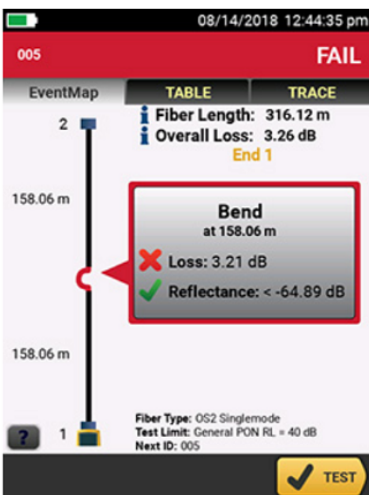 08/14/2018 12:44:35 pm
005 FAIL
EventMap TABLE TRACE
Fiber Length: 316.12 m
Overall Loss: 3.26 dB
End 1
2
158.06 m
Bend
at 158.06 m
Loss: 3.21 dB
Reflectance: < -64.89 dB
158.06 m
Fiber Type: OS2 Singlemode
Test Limit: General PON RL = 40 dB
Next ID: 005
? 1
TEST